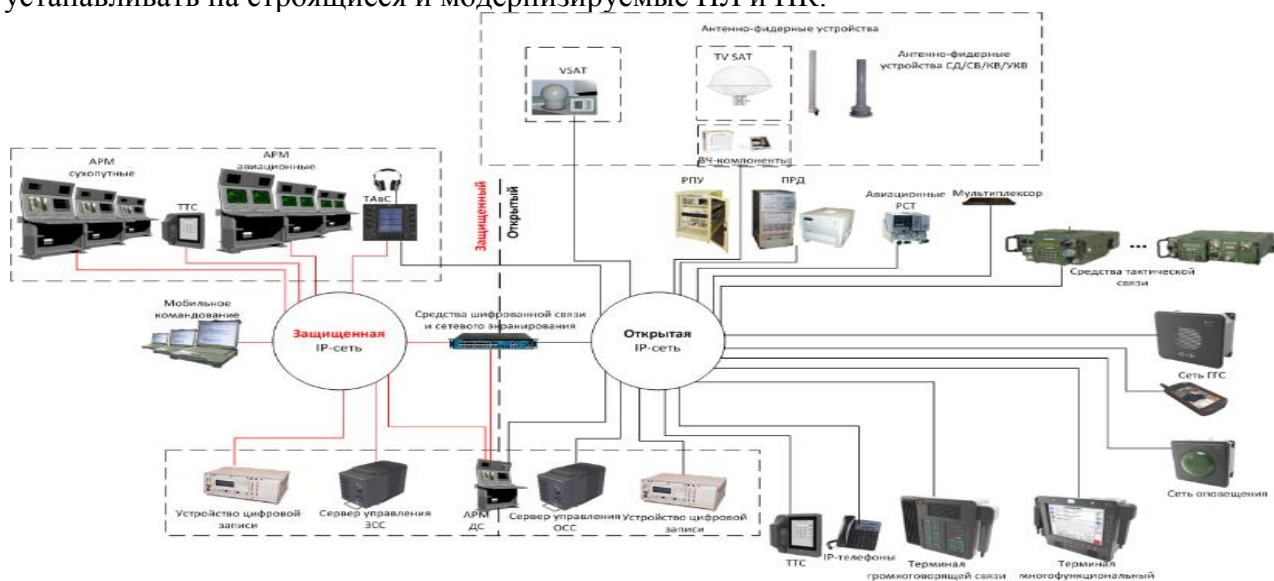 устанавливать на строящиеся и модернизируемые ПЛ и НК.
Антенно-фидерные устройства
VSAT
TV SAT
Антенно-фидерные
устройства СД/СВ/КВ/УКВ
ВЧ-компоненты
АРМ
сухопутные
ТТС
АРМ
авиационные
ТАвС
Защищенный
Открытый
РПУ
ПРД
Авиационные
РСТ
Мультиплексор
...
Средства тактической
связи
Мобильное
командование
Защищенная
IP-сеть
Средства шифрованной связи
и сетевого экранирования
Открытая
IP-сеть
Сеть ГГС
Сеть оповещения
Устройство цифровой
записи
Сервер управления
ЗСС
АРМ
ДС
Сервер управления
ОСС
Устройство цифровой
записи
ТТС
IP-телефоны
Терминал
громкоговорящей связи
Терминал
многофункциональный